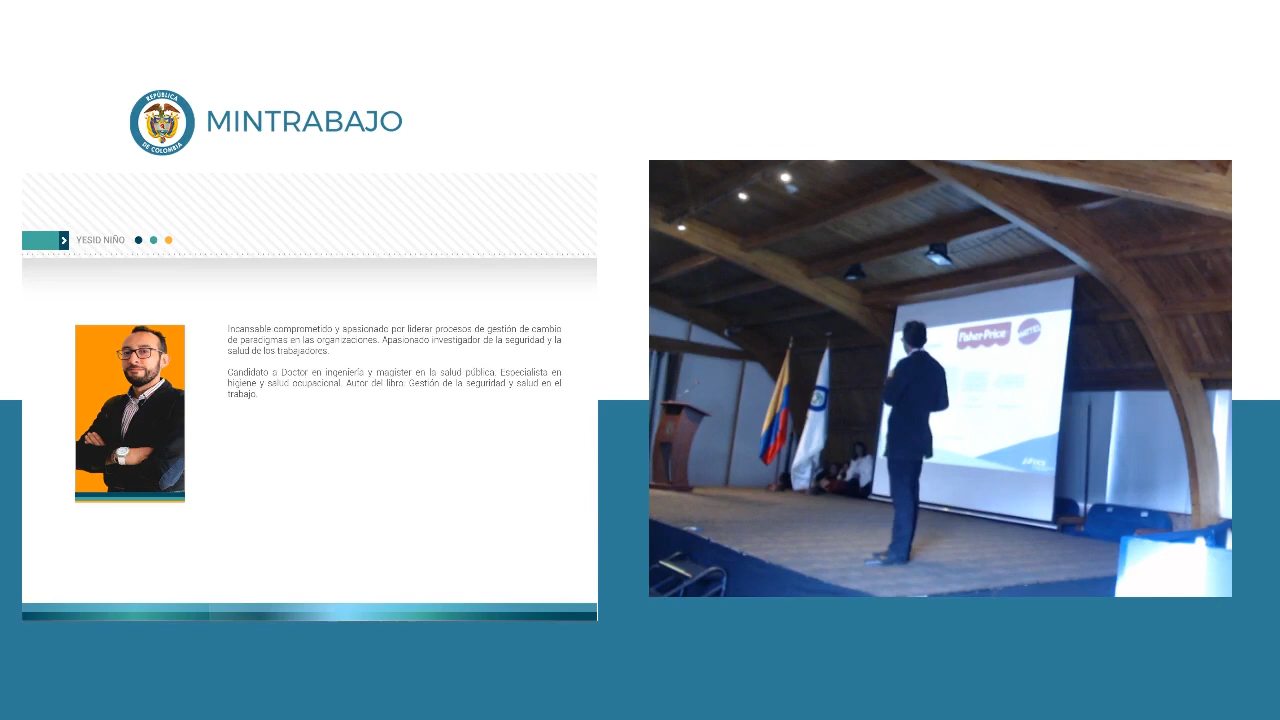 REPÚBLICA
DE COLOMBIA
MINTRABAJO
YESID NIÑO
Incansable comprometido y apasionado por liderar procesos de gestión de cambio
de paradigmas en las organizaciones. Apasionado investigador de la seguridad y la
salud de los trabajadores.
Candidato a Doctor en ingeniería y magister en la salud pública. Especialista en
higiene y salud ocupacional. Autor del libro: Gestión de la seguridad y salud en el
trabajo.
Fisher-Price
MATTEL